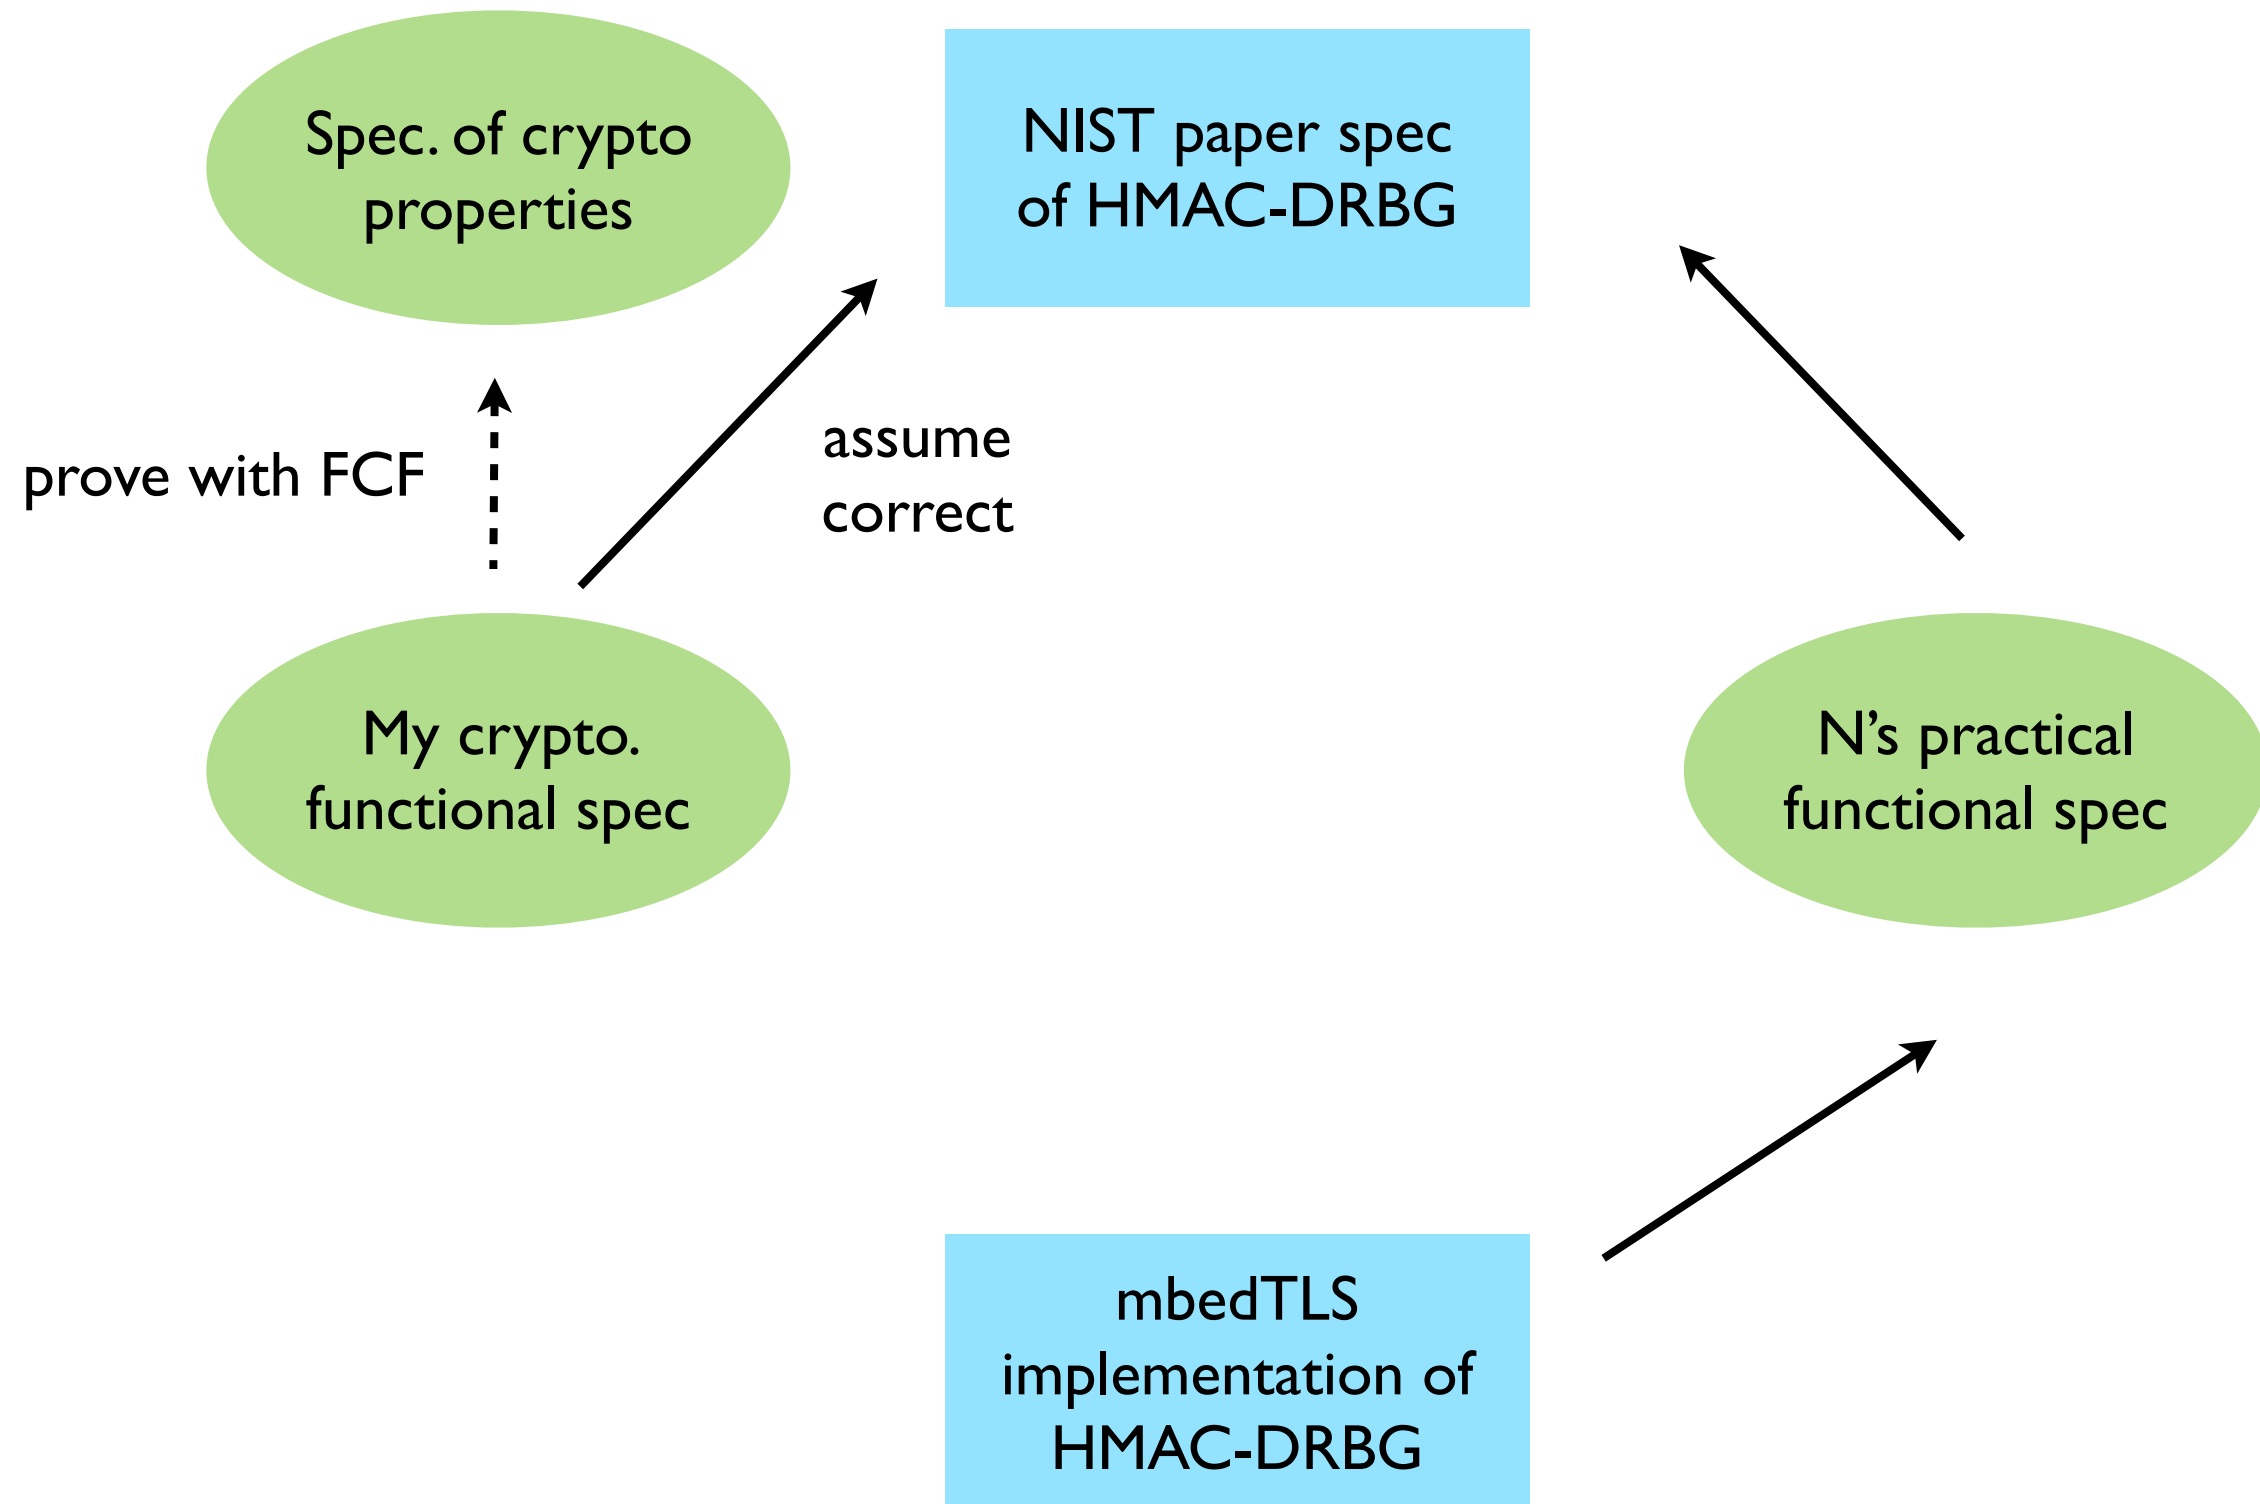 Spec. of crypto
properties
NIST paper spec
of HMAC-DRBG
prove with FCF
assume
correct
My crypto.
functional spec
N’s practical
functional spec
mbedTLS
implementation of
HMAC-DRBG